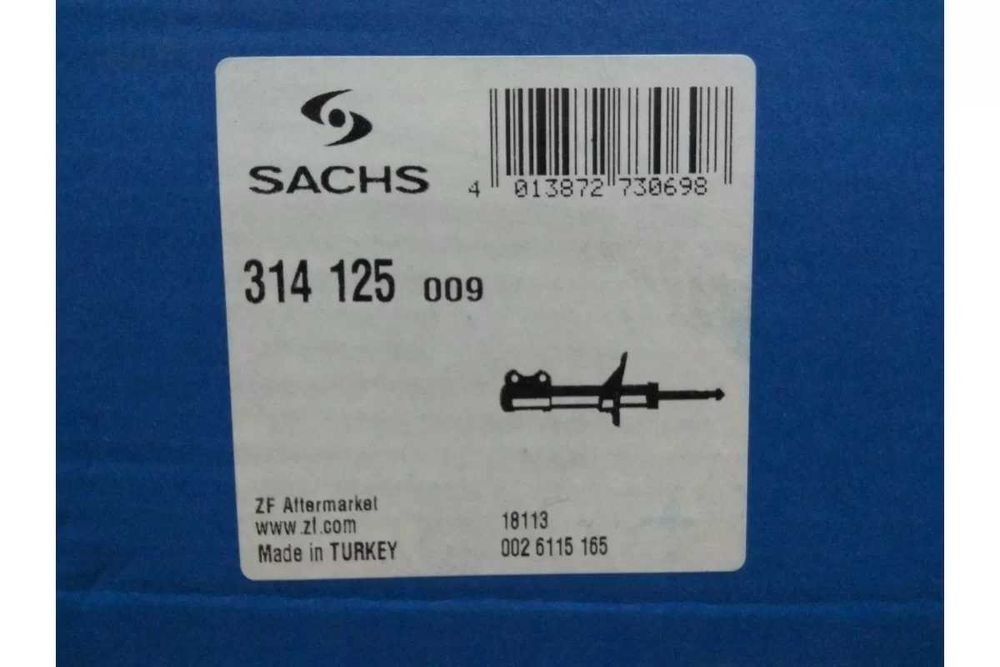 SACHS
4 013872 730698
314 125 009
ZF Aftermarket
www.zf.com
Made in TURKEY
18113
002 6115 165